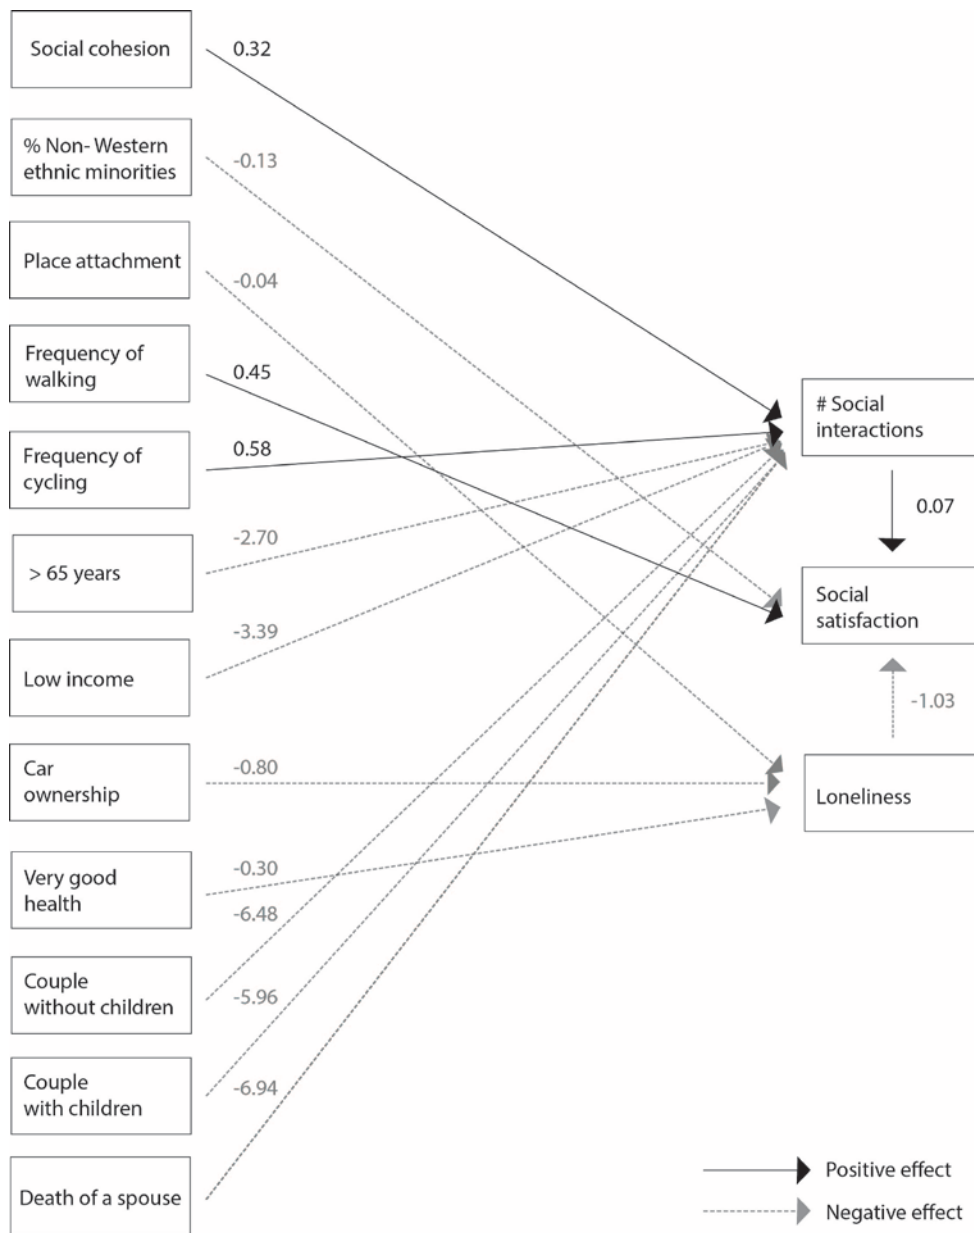 Social cohesion
0.32
% Non- Western
ethnic minorities
-0.13
Place attachment
-0.04
Frequency of
walking
0.45
Frequency of
cycling
0.58
> 65 years
-2.70
Low income
-3.39
Car
ownership
-0.80
Very good
health
-0.30
-6.48
Couple
without children
-5.96
Couple
with children
-6.94
Death of a spouse
# Social
interactions
0.07
Social
satisfaction
-1.03
Loneliness
Positive effect
Negative effect